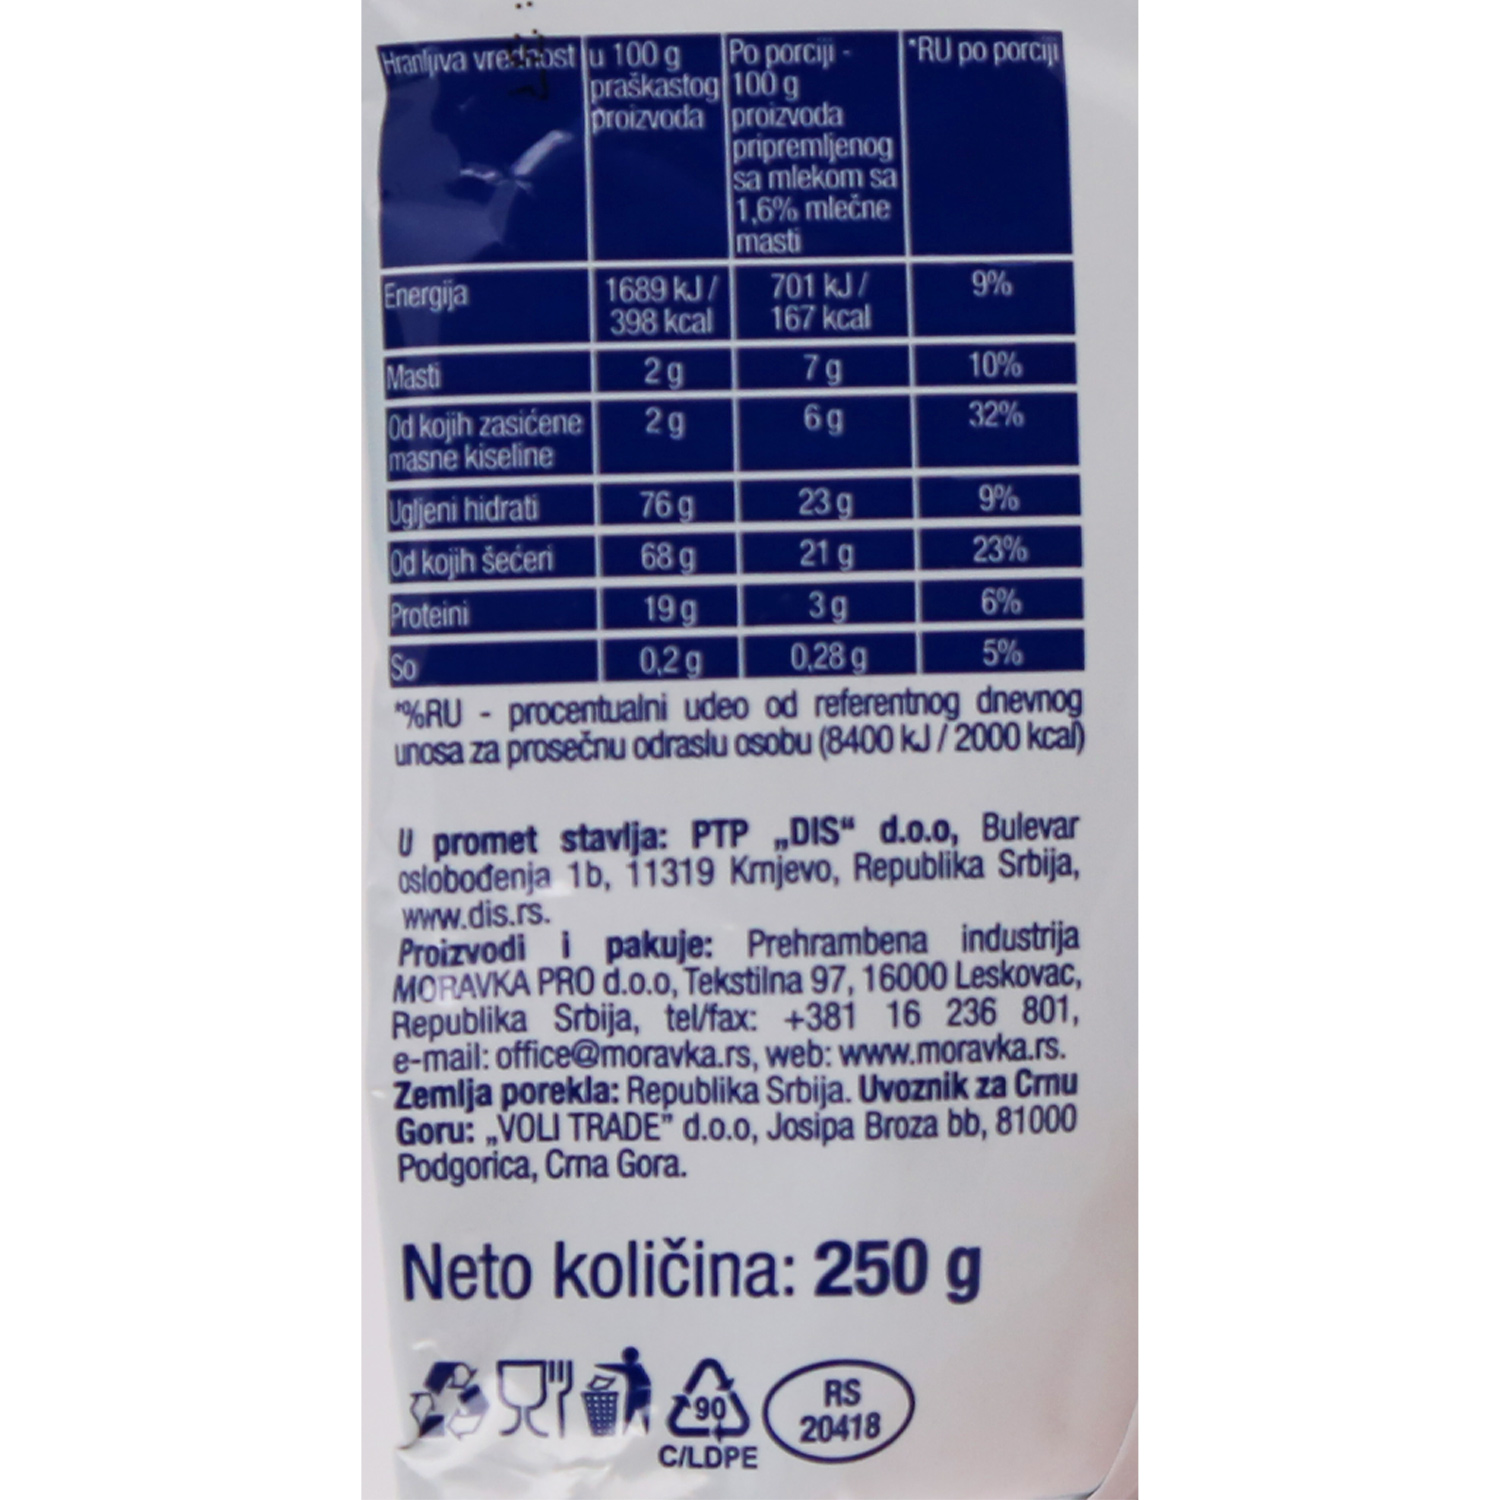 Hranljiva vrednost u 100 g praškastog proizvoda Po porciji - 100 g proizvoda pripremljenog sa mlekom sa 1,6% mlečne masti *RU po porciji
Energija 1689 kJ / 398 kcal 701 kJ / 167 kcal 9%
Masti 2 g 7 g 10%
Od kojih zasićene masne kiseline 2 g 6 g 32%
Ugljeni hidrati 76 g 23 g 9%
Od kojih šećeri 68 g 21 g 23%
Proteini 19 g 3 g 6%
So 0,2 g 0,28 g 5%
*%RU - procentualni udeo od referentnog dnevnog
unosa za prosečnu odraslu osobu (8400 kJ / 2000 kcal)
U promet stavlja: PTP „DIS“ d.o.o, Bulevar
oslobođenja 1b, 11319 Krnjevo, Republika Srbija,
www.dis.rs.
Proizvodi i pakuje: Prehrambena industrija
MORAVKA PRO d.o.o, Tekstilna 97, 16000 Leskovac,
Republika Srbija, tel/fax: +381 16 236 801,
e-mail: office@moravka.rs, web: www.moravka.rs.
Zemlja porekla: Republika Srbija. Uvoznik za Crnu
Goru: „VOLI TRADE” d.o.o, Josipa Broza bb, 81000
Podgorica, Crna Gora.
Neto količina: 250 g
90
C/LDPE
RS
20418